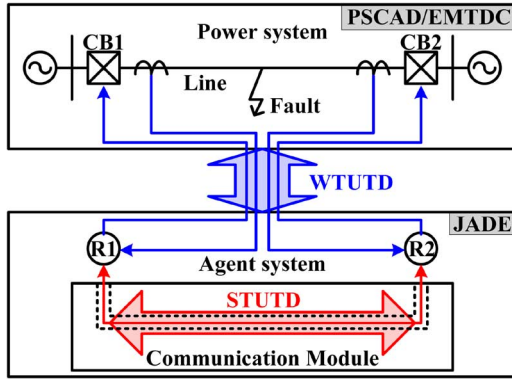 PSCAD/EMTDC
Power system
CB1
CB2
Line
Fault
WTUTD
JADE
R1
R2
Agent system
STUTD
Communication Module